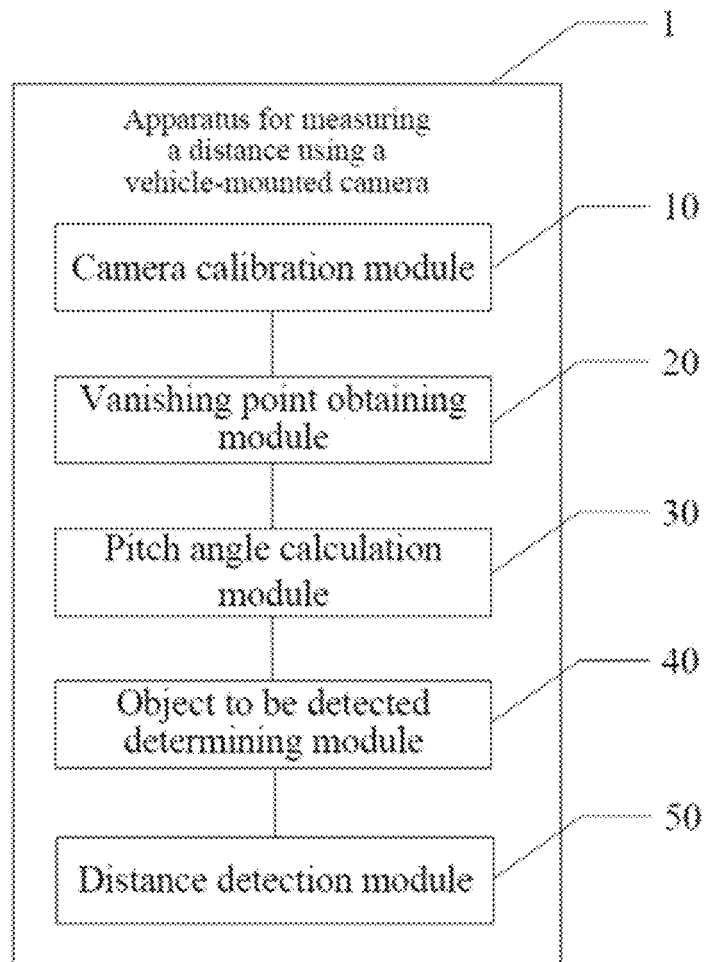 1
Apparatus for measuring
a distance using a
vehicle-mounted camera
10
Camera calibration module
20
Vanishing point obtaining
module
30
Pitch angle calculation
module
40
Object to be detected
determining module
50
Distance detection module